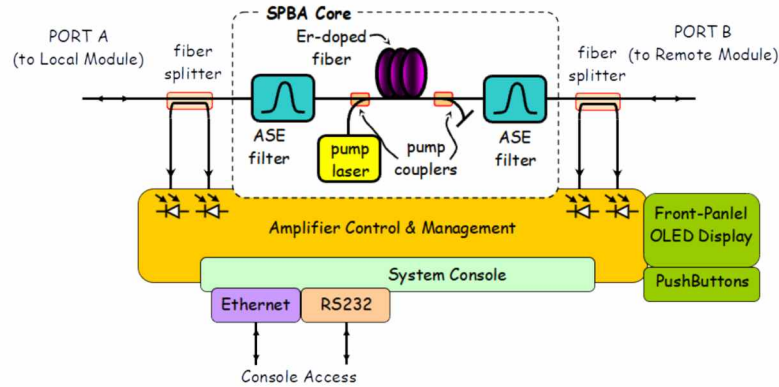 SPBA Core
PORT A
(to Local Module)
fiber
splitter
Er-doped
fiber
PORT B
(to Remote Module)
fiber
splitter
ASE
filter
pump
laser
pump
couplers
ASE
filter
Amplifier Control & Management
Front-Panlel
OLED Display
System Console
PushButtons
Ethernet
RS232
Console Access